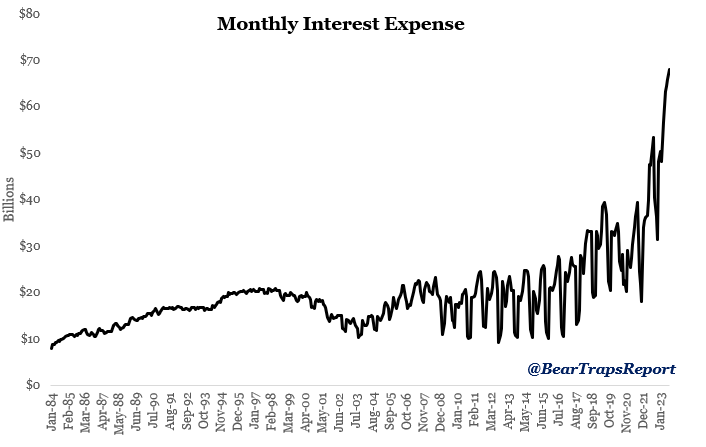 Monthly Interest Expense
$80
$70
$60
$50
$40
$30
$20
$10
$0
Billions
@BearTrapsReport
Jan-84
Feb-85
Mar-86
Apr-87
May-88
Jun-89
Jul-90
Aug-91
Sep-92
Oct-93
Nov-94
Dec-95
Jan-97
Feb-98
Mar-99
Apr-00
May-01
Jun-02
Jul-03
Aug-04
Sep-05
Oct-06
Nov-07
Dec-08
Jan-10
Feb-11
Mar-12
Apr-13
May-14
Jun-15
Jul-16
Aug-17
Sep-18
Oct-19
Nov-20
Dec-21
Jan-23